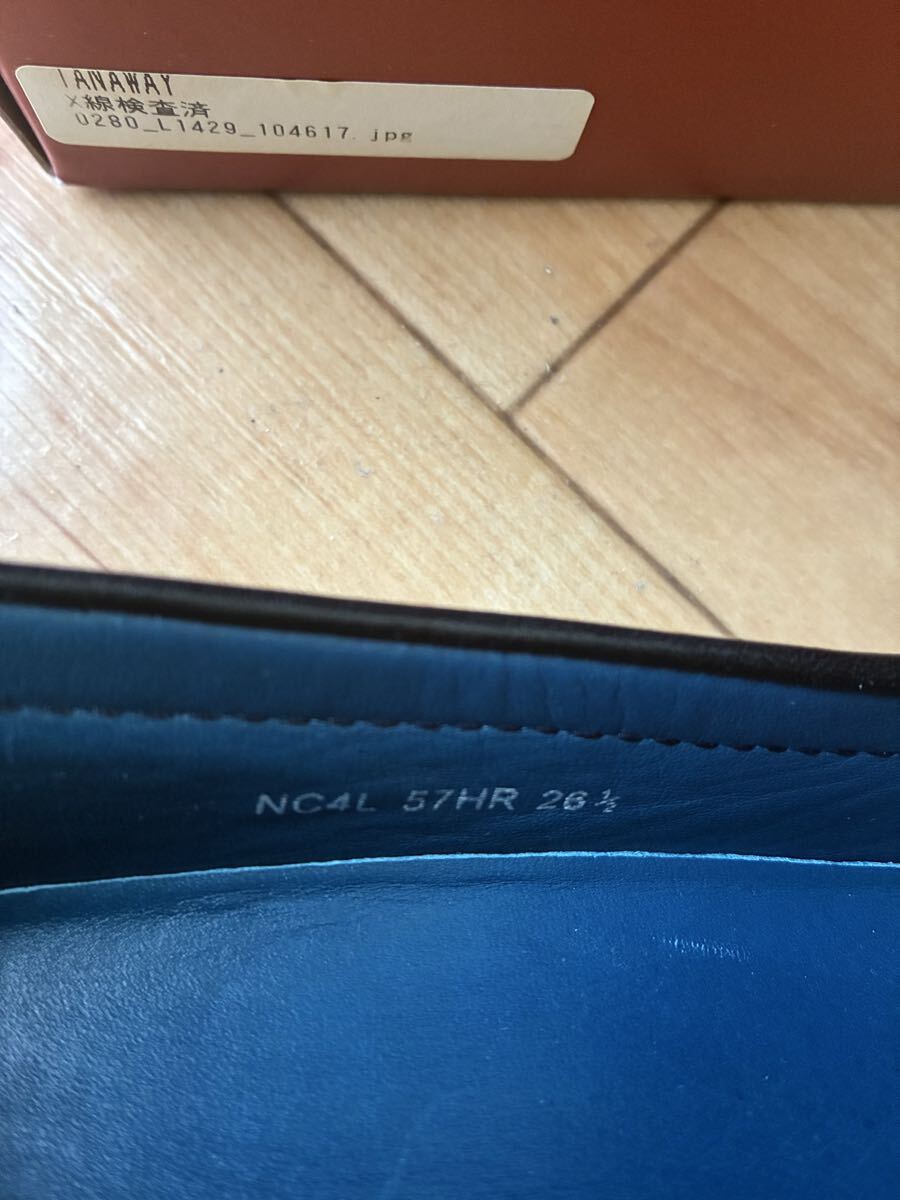 TANAWAY
X線検査済
0280_L1429_104617.jpg
NC4L 57HR 26½